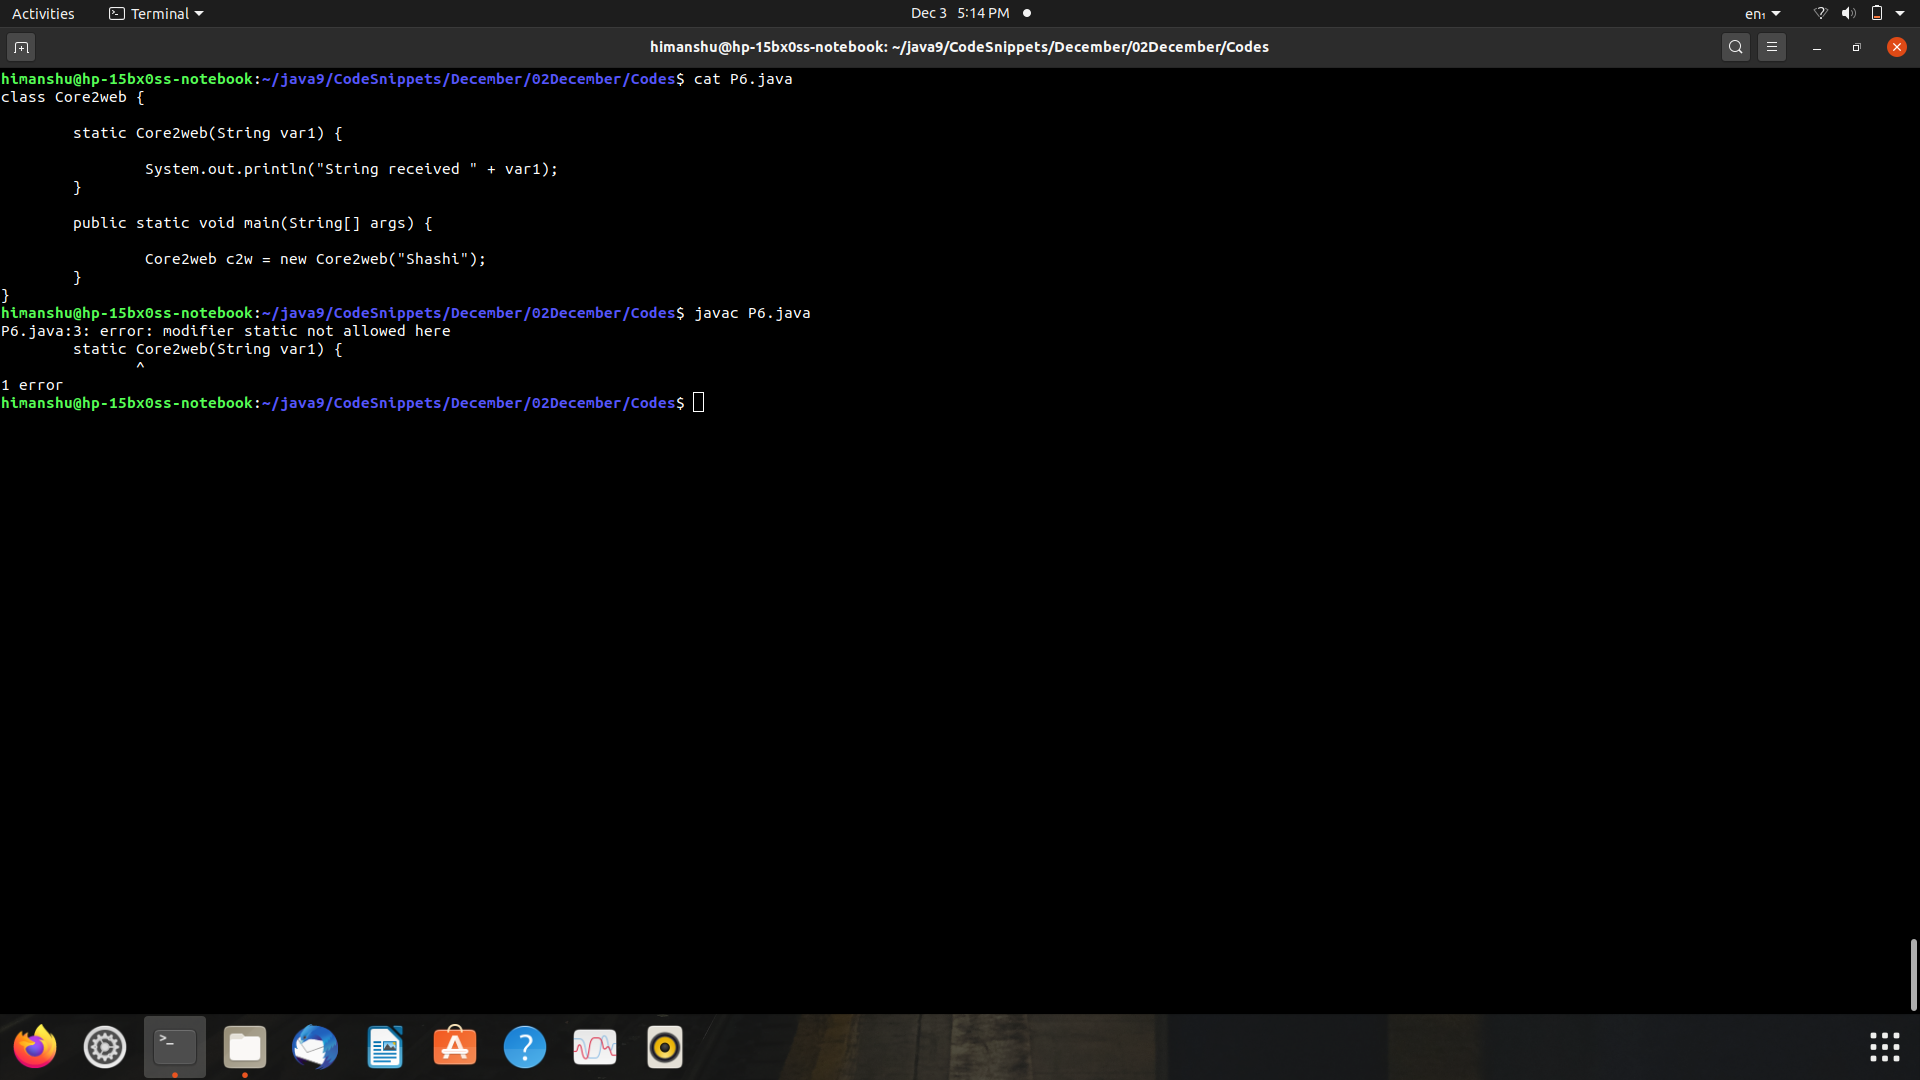 Activities Terminal Dec 3 5:14 PM en₁
himanshu@hp-15bx0ss-notebook: ~/java9/CodeSnippets/December/02December/Codes
himanshu@hp-15bx0ss-notebook:~/java9/CodeSnippets/December/02December/Codes$ cat P6.java
class Core2web {
static Core2web(String var1) {
System.out.println("String received " + var1);
}
public static void main(String[] args) {
Core2web c2w = new Core2web("Shashi");
}
}
himanshu@hp-15bx0ss-notebook:~/java9/CodeSnippets/December/02December/Codes$ javac P6.java
P6.java:3: error: modifier static not allowed here
static Core2web(String var1) {
^
1 error
himanshu@hp-15bx0ss-notebook:~/java9/CodeSnippets/December/02December/Codes$